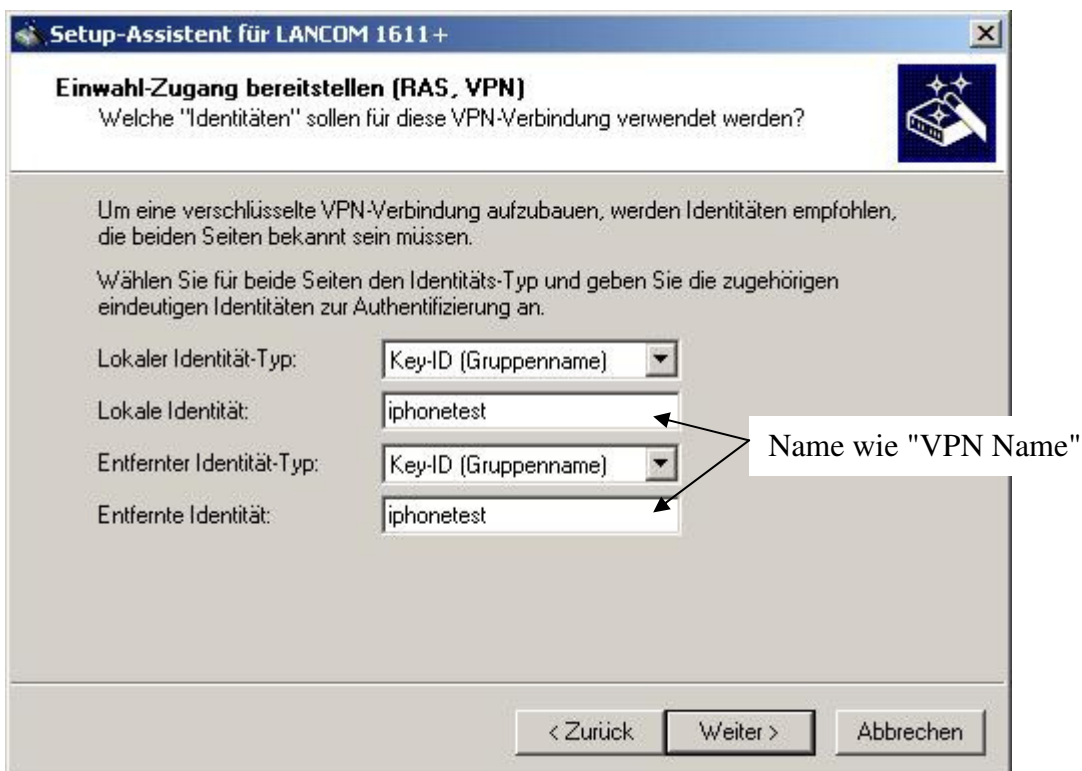 Setup-Assistent für LANCOM 1611+
Einwahl-Zugang bereitstellen (RAS, VPN)
Welche "Identitäten" sollen für diese VPN-Verbindung verwendet werden?
Um eine verschlüsselte VPN-Verbindung aufzubauen, werden Identitäten empfohlen,
die beiden Seiten bekannt sein müssen.
Wählen Sie für beide Seiten den Identitäts-Typ und geben Sie die zugehörigen
eindeutigen Identitäten zur Authentifizierung an.
Lokaler Identität-Typ: Key-ID (Gruppenname)
Lokale Identität: iphonetest
Name wie "VPN Name"
Entfernter Identität-Typ: Key-ID (Gruppenname)
Entfernte Identität: iphonetest
< Zurück Weiter > Abbrechen